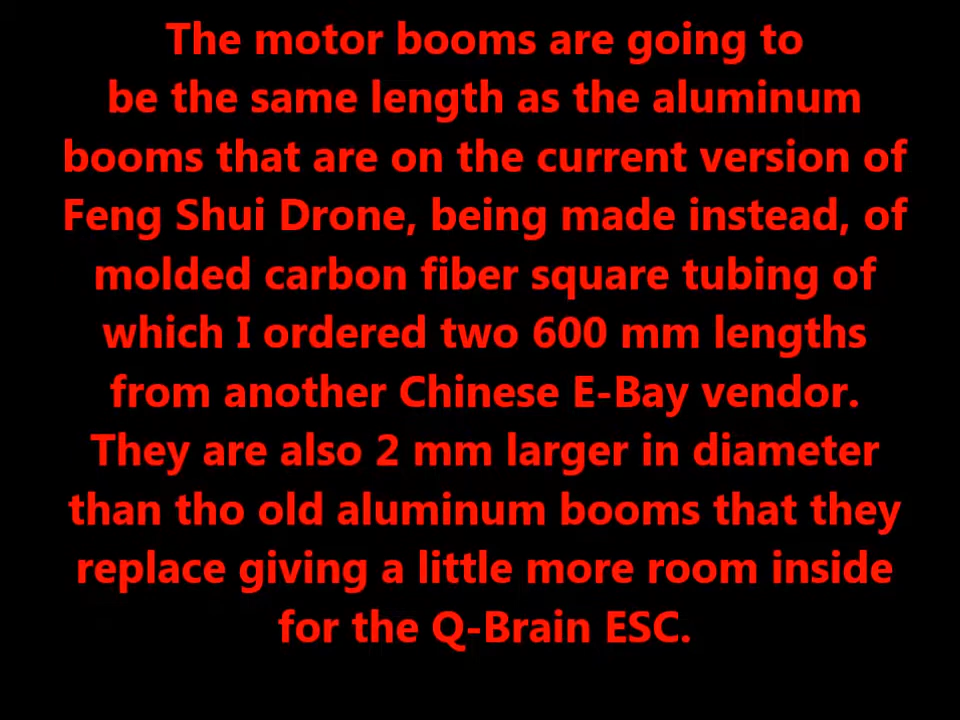 The motor booms are going to
be the same length as the aluminum
booms that are on the current version of
Feng Shui Drone, being made instead, of
molded carbon fiber square tubing of
which I ordered two 600 mm lengths
from another Chinese E-Bay vendor.
They are also 2 mm larger in diameter
than tho old aluminum booms that they
replace giving a little more room inside
for the Q-Brain ESC.